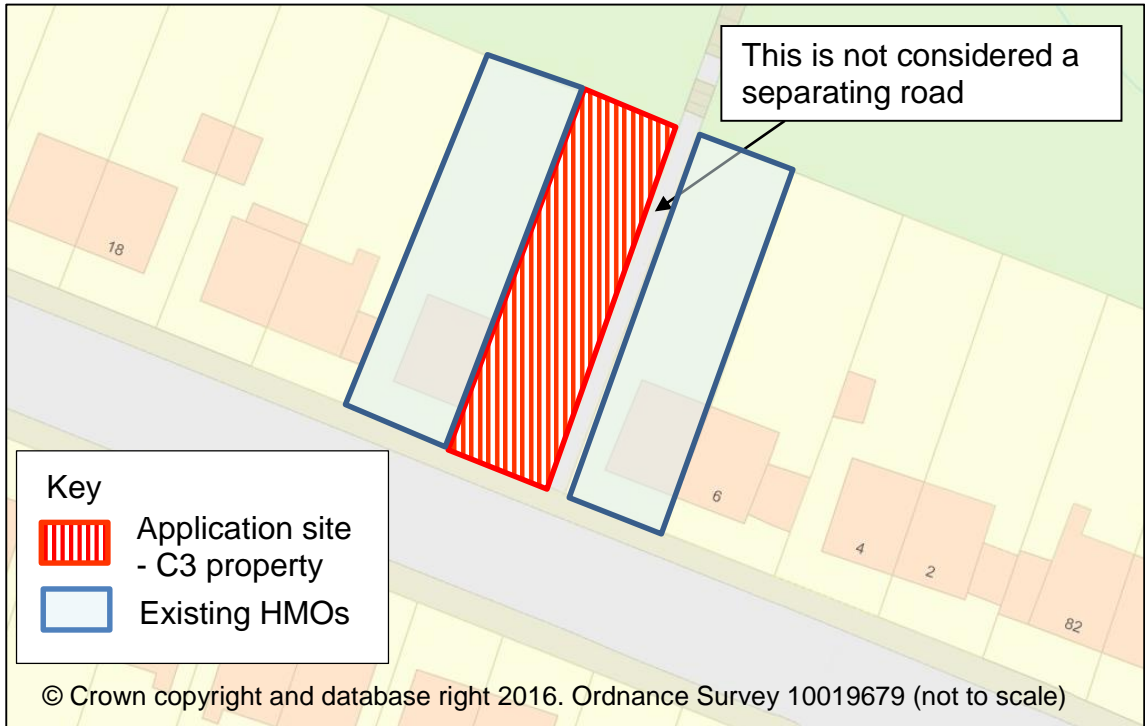 This is not considered a
separating road
18
6
4
2
82
Key
Application site
- C3 property
Existing HMOs
© Crown copyright and database right 2016. Ordnance Survey 10019679 (not to scale)